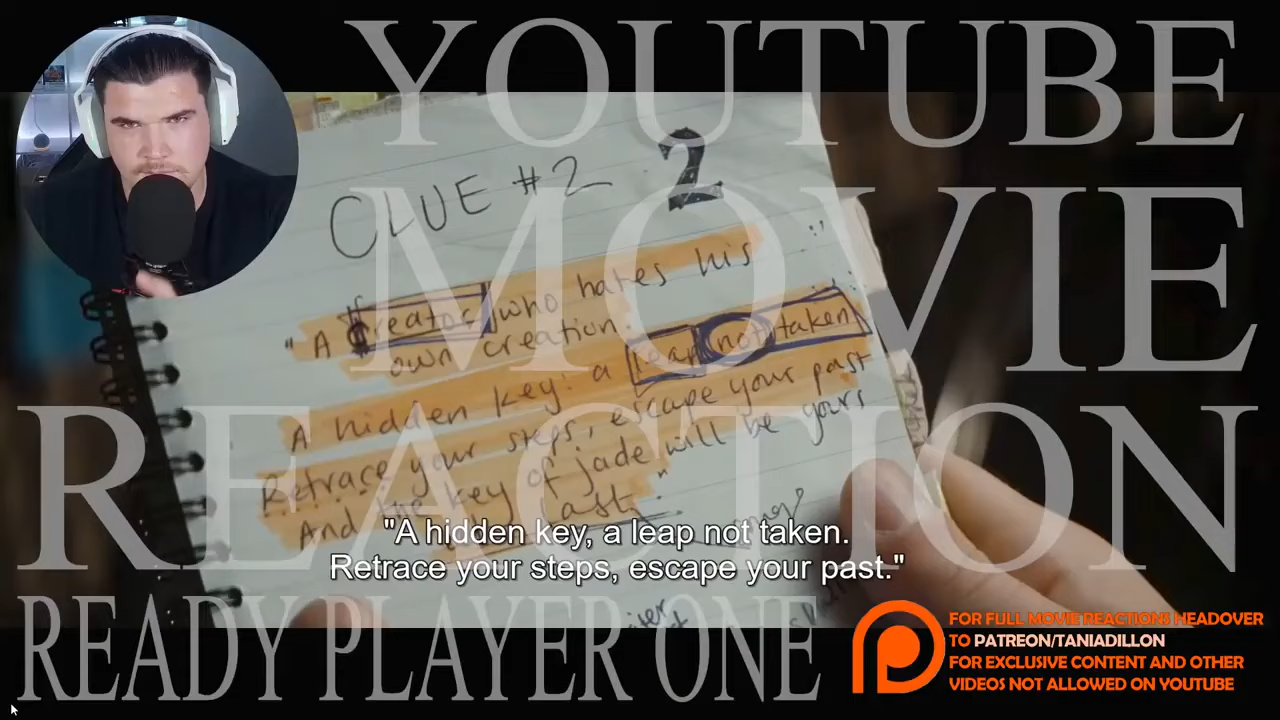 YOUTUBE
MOVIE
REACTION
READY PLAYER ONE
CLUE #2 2
"A Creator who hates his
own creation.
A hidden key: a leap not taken
Retrace your steps, escape your past
And the key of jade will be yours
"A hidden key, a leap not taken.
Retrace your steps, escape your past."
FOR FULL MOVIE REACTIONS HEADOVER
TO PATREON/TANIADILLON
FOR EXCLUSIVE CONTENT AND OTHER
VIDEOS NOT ALLOWED ON YOUTUBE